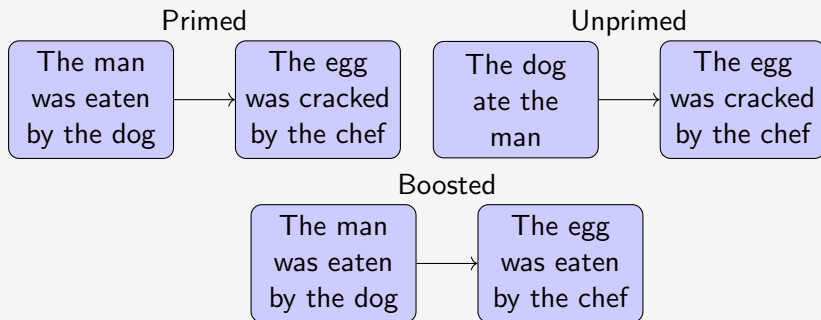 Primed
The man
was eaten
by the dog
The egg
was cracked
by the chef
Unprimed
The dog
ate the
man
The egg
was cracked
by the chef
Boosted
The man
was eaten
by the dog
The egg
was eaten
by the chef